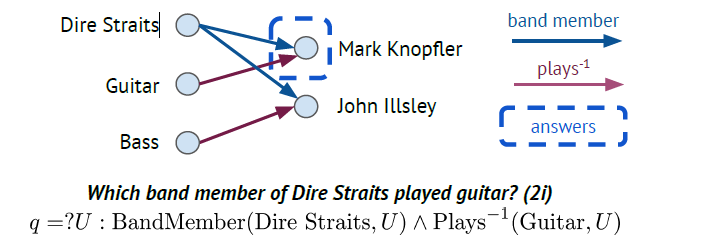 Dire Straits
Guitar
Bass
Mark Knopfler
John Illsley
band member
plays⁻¹
answers
Which band member of Dire Straits played guitar? (2i)
q =?U : BandMember(Dire Straits, U) ∧ Plays⁻¹(Guitar, U)